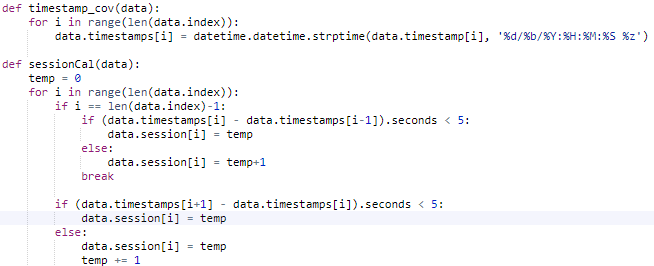 def timestamp_cov(data):
    for i in range(len(data.index)):
        data.timestamps[i] = datetime.datetime.strptime(data.timestamp[i], '%d/%b/%Y:%H:%M:%S %z')

def sessionCal(data):
    temp = 0
    for i in range(len(data.index)):
        if i == len(data.index)-1:
            if (data.timestamps[i] - data.timestamps[i-1]).seconds < 5:
                data.session[i] = temp
            else:
                data.session[i] = temp+1
            break

        if (data.timestamps[i+1] - data.timestamps[i]).seconds < 5:
            data.session[i] = temp
        else:
            data.session[i] = temp
            temp += 1